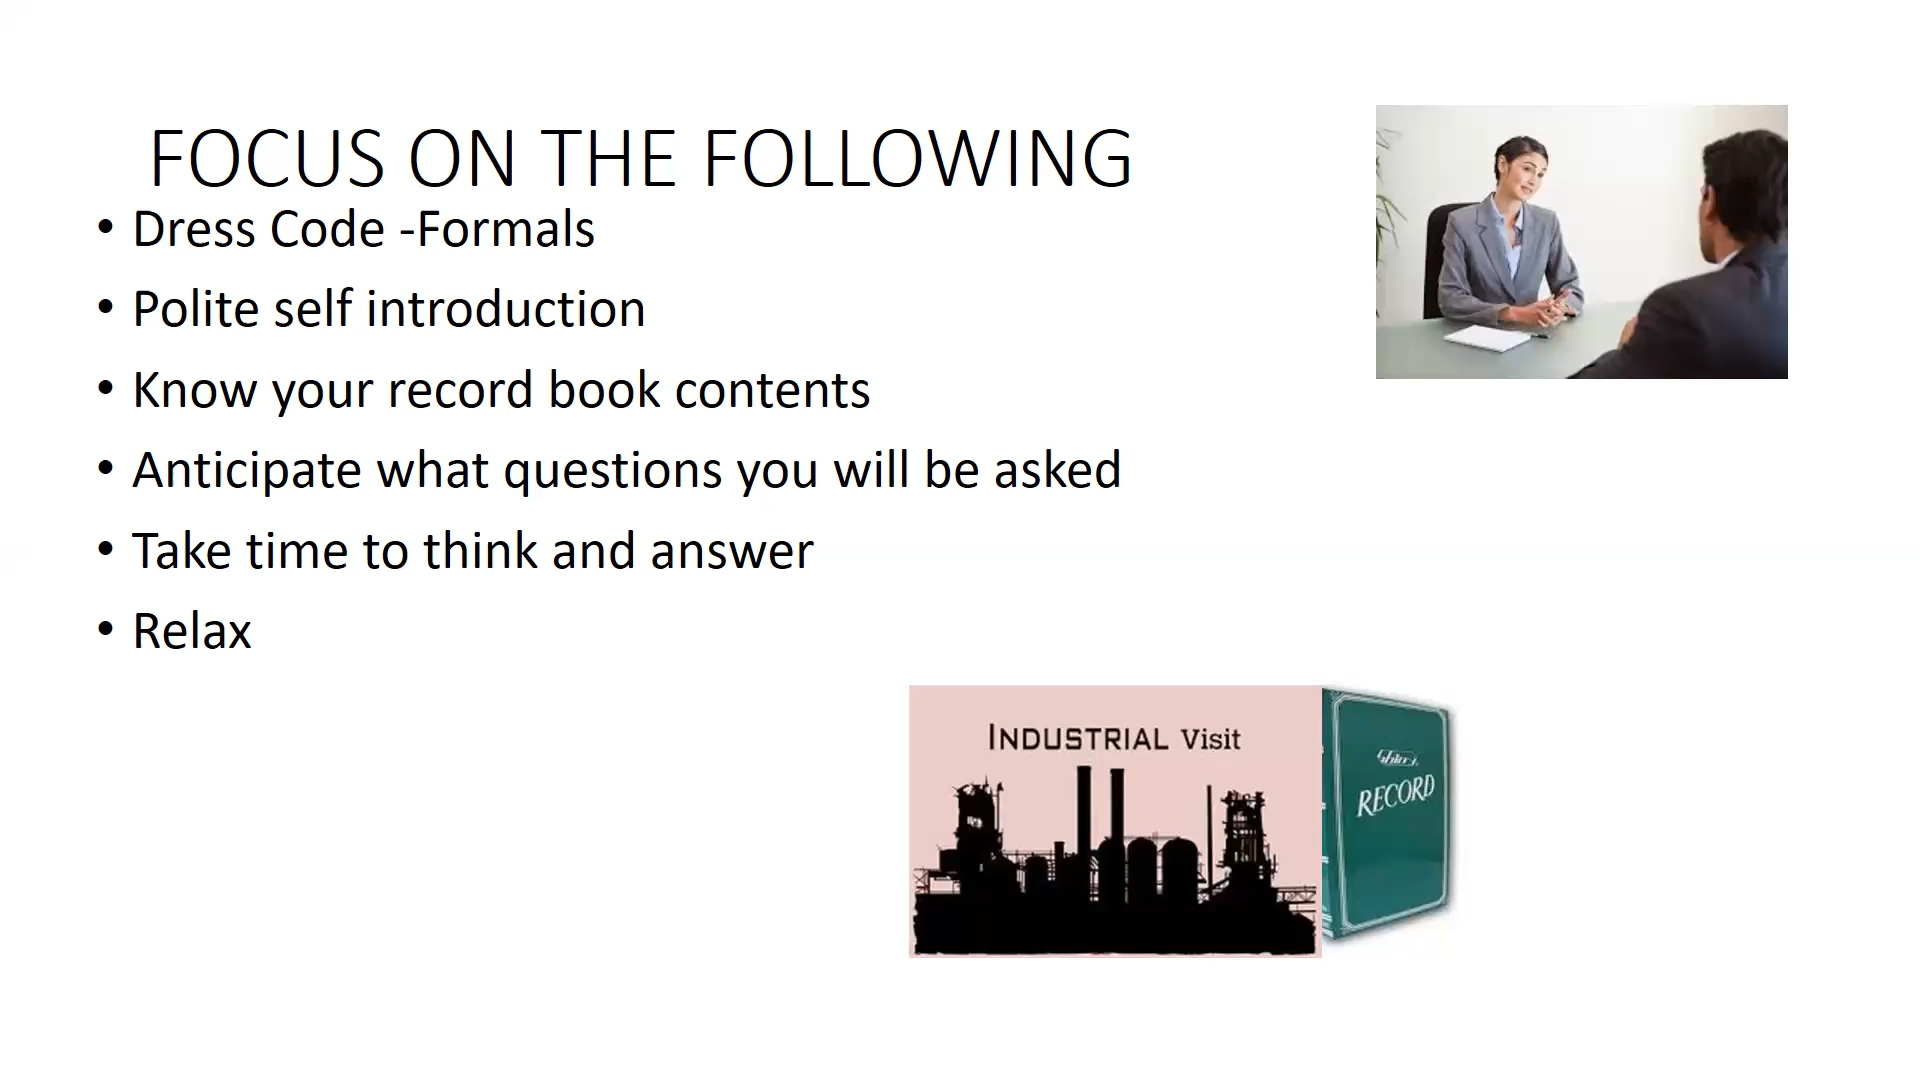 FOCUS ON THE FOLLOWING
• Dress Code -Formals
• Polite self introduction
• Know your record book contents
• Anticipate what questions you will be asked
• Take time to think and answer
• Relax
INDUSTRIAL Visit
RECORD